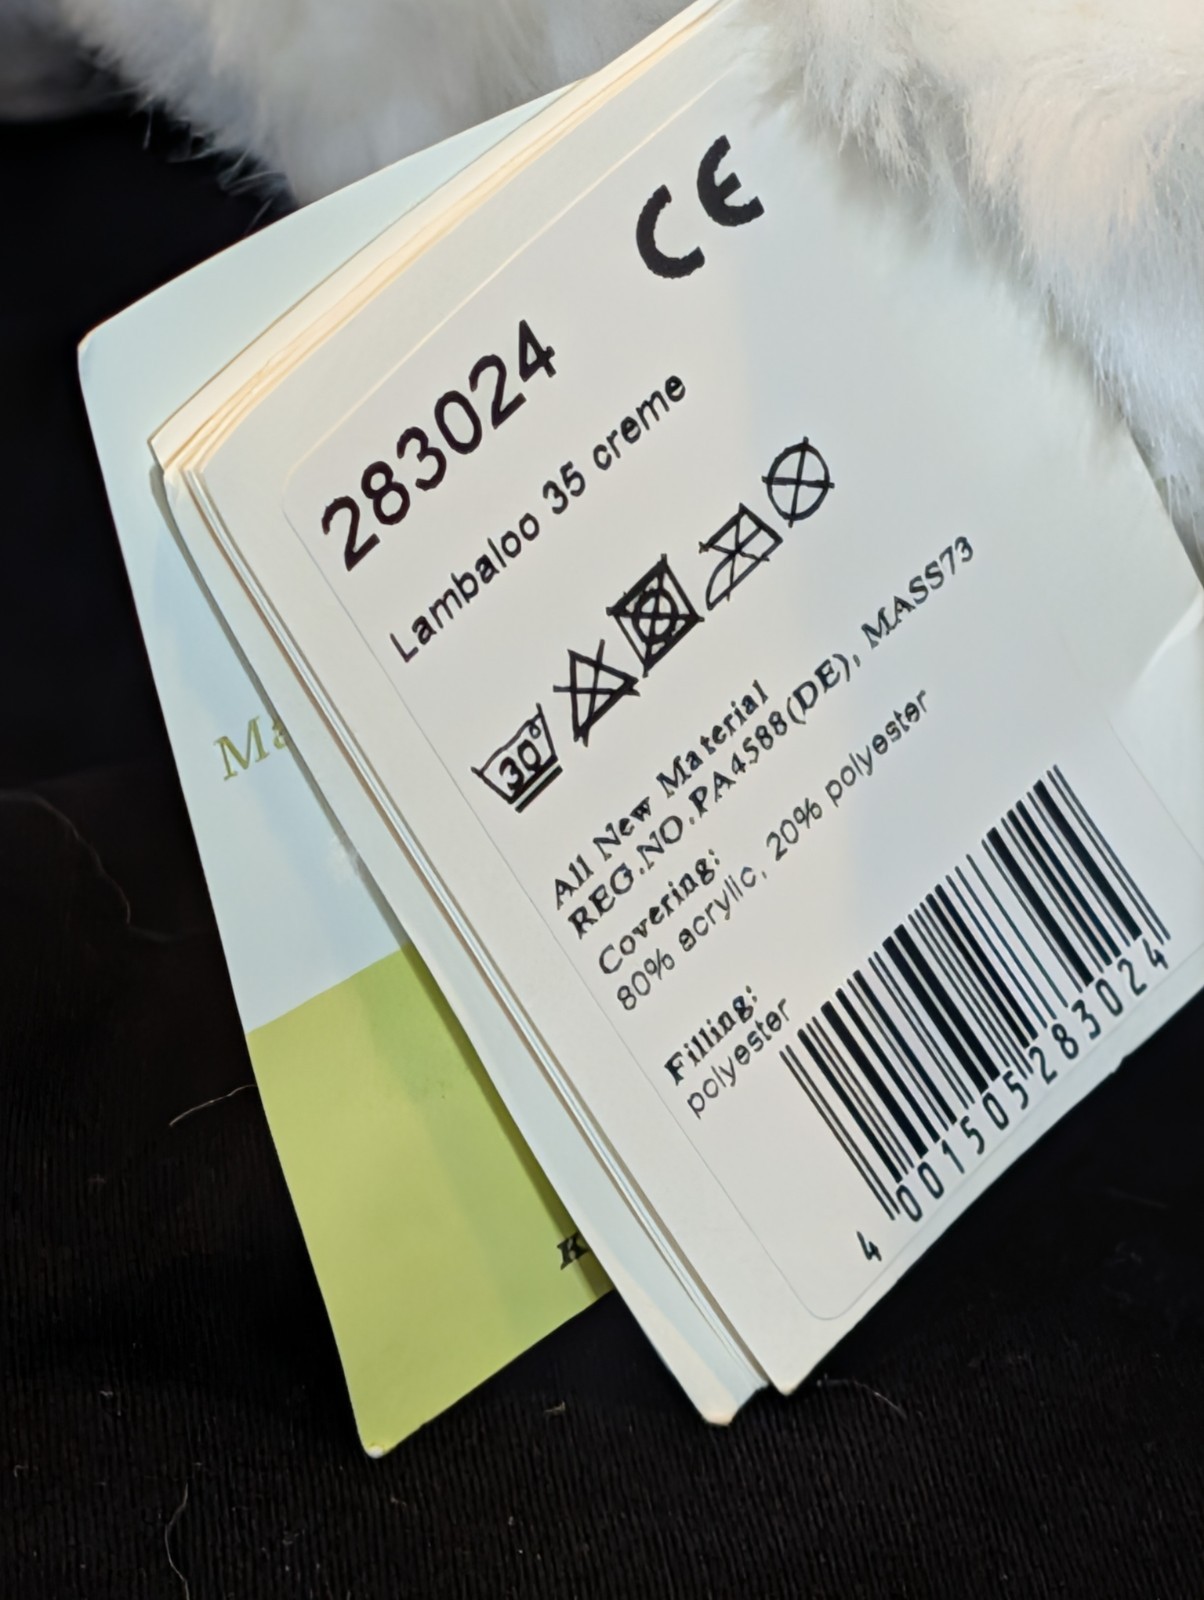 CE
283024
Lambaloo 35 creme
30°
All New Material
REG.NO.PA4588(DE), MASS73
Covering:
80% acrylic, 20% polyester
Filling:
polyester
4 001505 283024